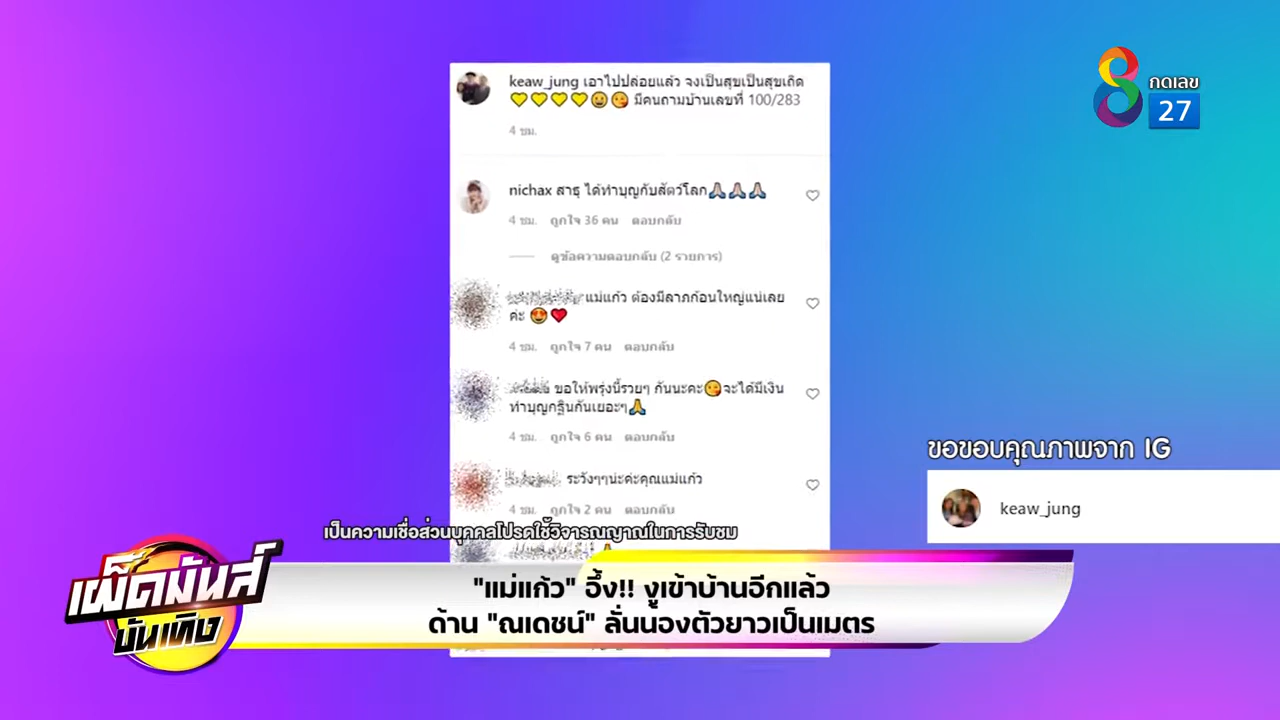 keaw_jung เอาไปปล่อยแล้ว จงเป็นสุขเป็นสุขเถิด
💛💛💛💛😀😘 มีคนถามบ้านเลขที่ 100/283
4 ชม.
nichax สาธุ ได้ทำบุญกับสัตว์โลก🙏🏻🙏🏻🙏🏻
4 ชม. ถูกใจ 36 คน ตอบกลับ
ดูข้อความตอบกลับ (2 รายการ)
แม่แก้ว ต้องมีลาภก้อนใหญ่แน่เลย
ค่ะ 😍❤️
4 ชม. ถูกใจ 7 คน ตอบกลับ
ขอให้พรุ่งนี้รวยๆ กันนะคะ😘จะได้มีเงิน
ทำบุญกฐินกันเยอะๆ🙏
4 ชม. ถูกใจ 6 คน ตอบกลับ
ระวังๆๆน่ะค่ะคุณแม่แก้ว
4 ชม. ถูกใจ 2 คน ตอบกลับ
8 กดเลข
27
ขอขอบคุณภาพจาก IG
keaw_jung
เป็นความเชื่อส่วนบุคคลโปรดใช้วิจารณญาณในการรับชม
เผ็ดมันส์
บันเทิง
"แม่แก้ว" อึ้ง!! งูเข้าบ้านอีกแล้ว
ด้าน "ณเดชน์" ลั่นน้องตัวยาวเป็นเมตร